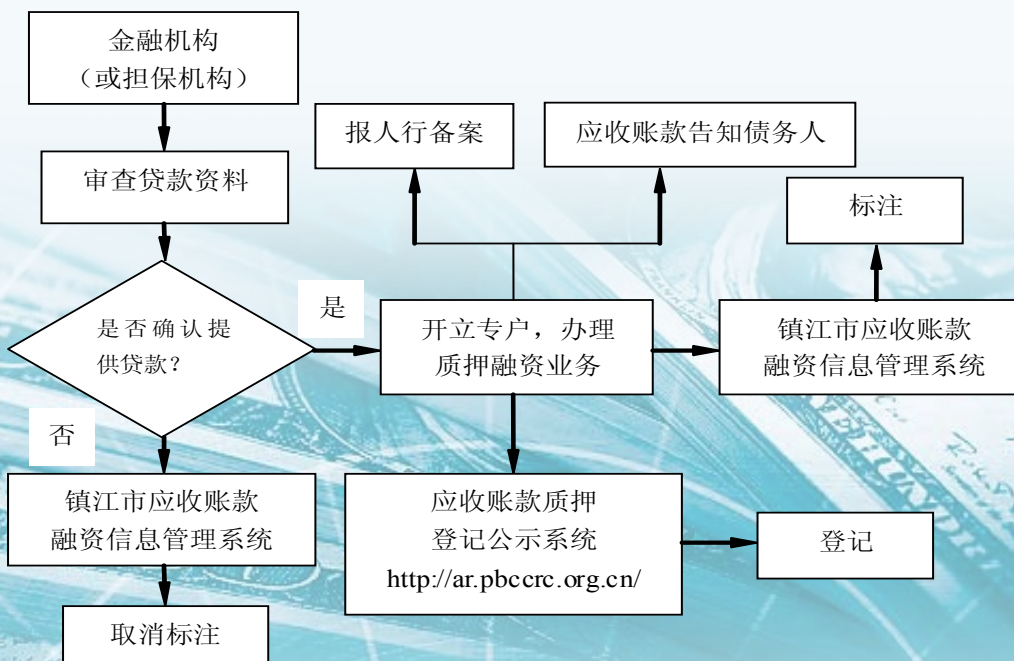 金融机构
（或担保机构）
报人行备案
应收账款告知债务人
审查贷款资料
标注
是否确认提
供贷款？
是
开立专户，办理
质押融资业务
镇江市应收账款
融资信息管理系统
否
镇江市应收账款
融资信息管理系统
应收账款质押
登记公示系统
http://ar.pbccrc.org.cn/
登记
取消标注